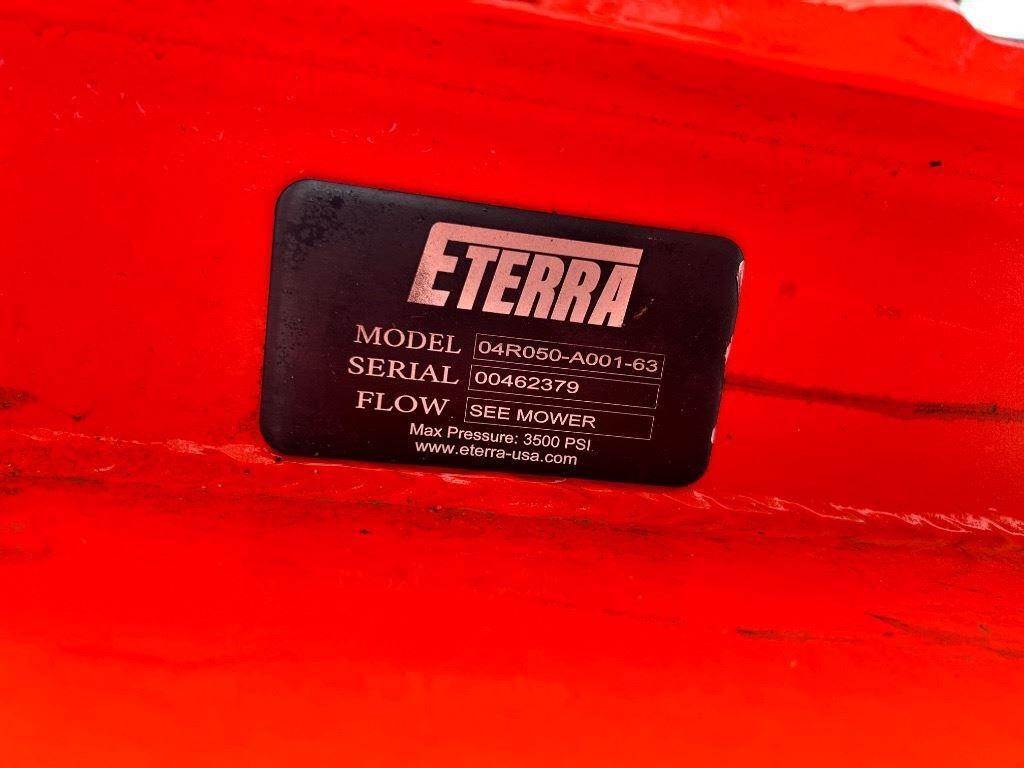 ETERRA
MODEL 04R050-A001-63
SERIAL 00462379
FLOW SEE MOWER
Max Pressure: 3500 PSI
www.eterra-usa.com